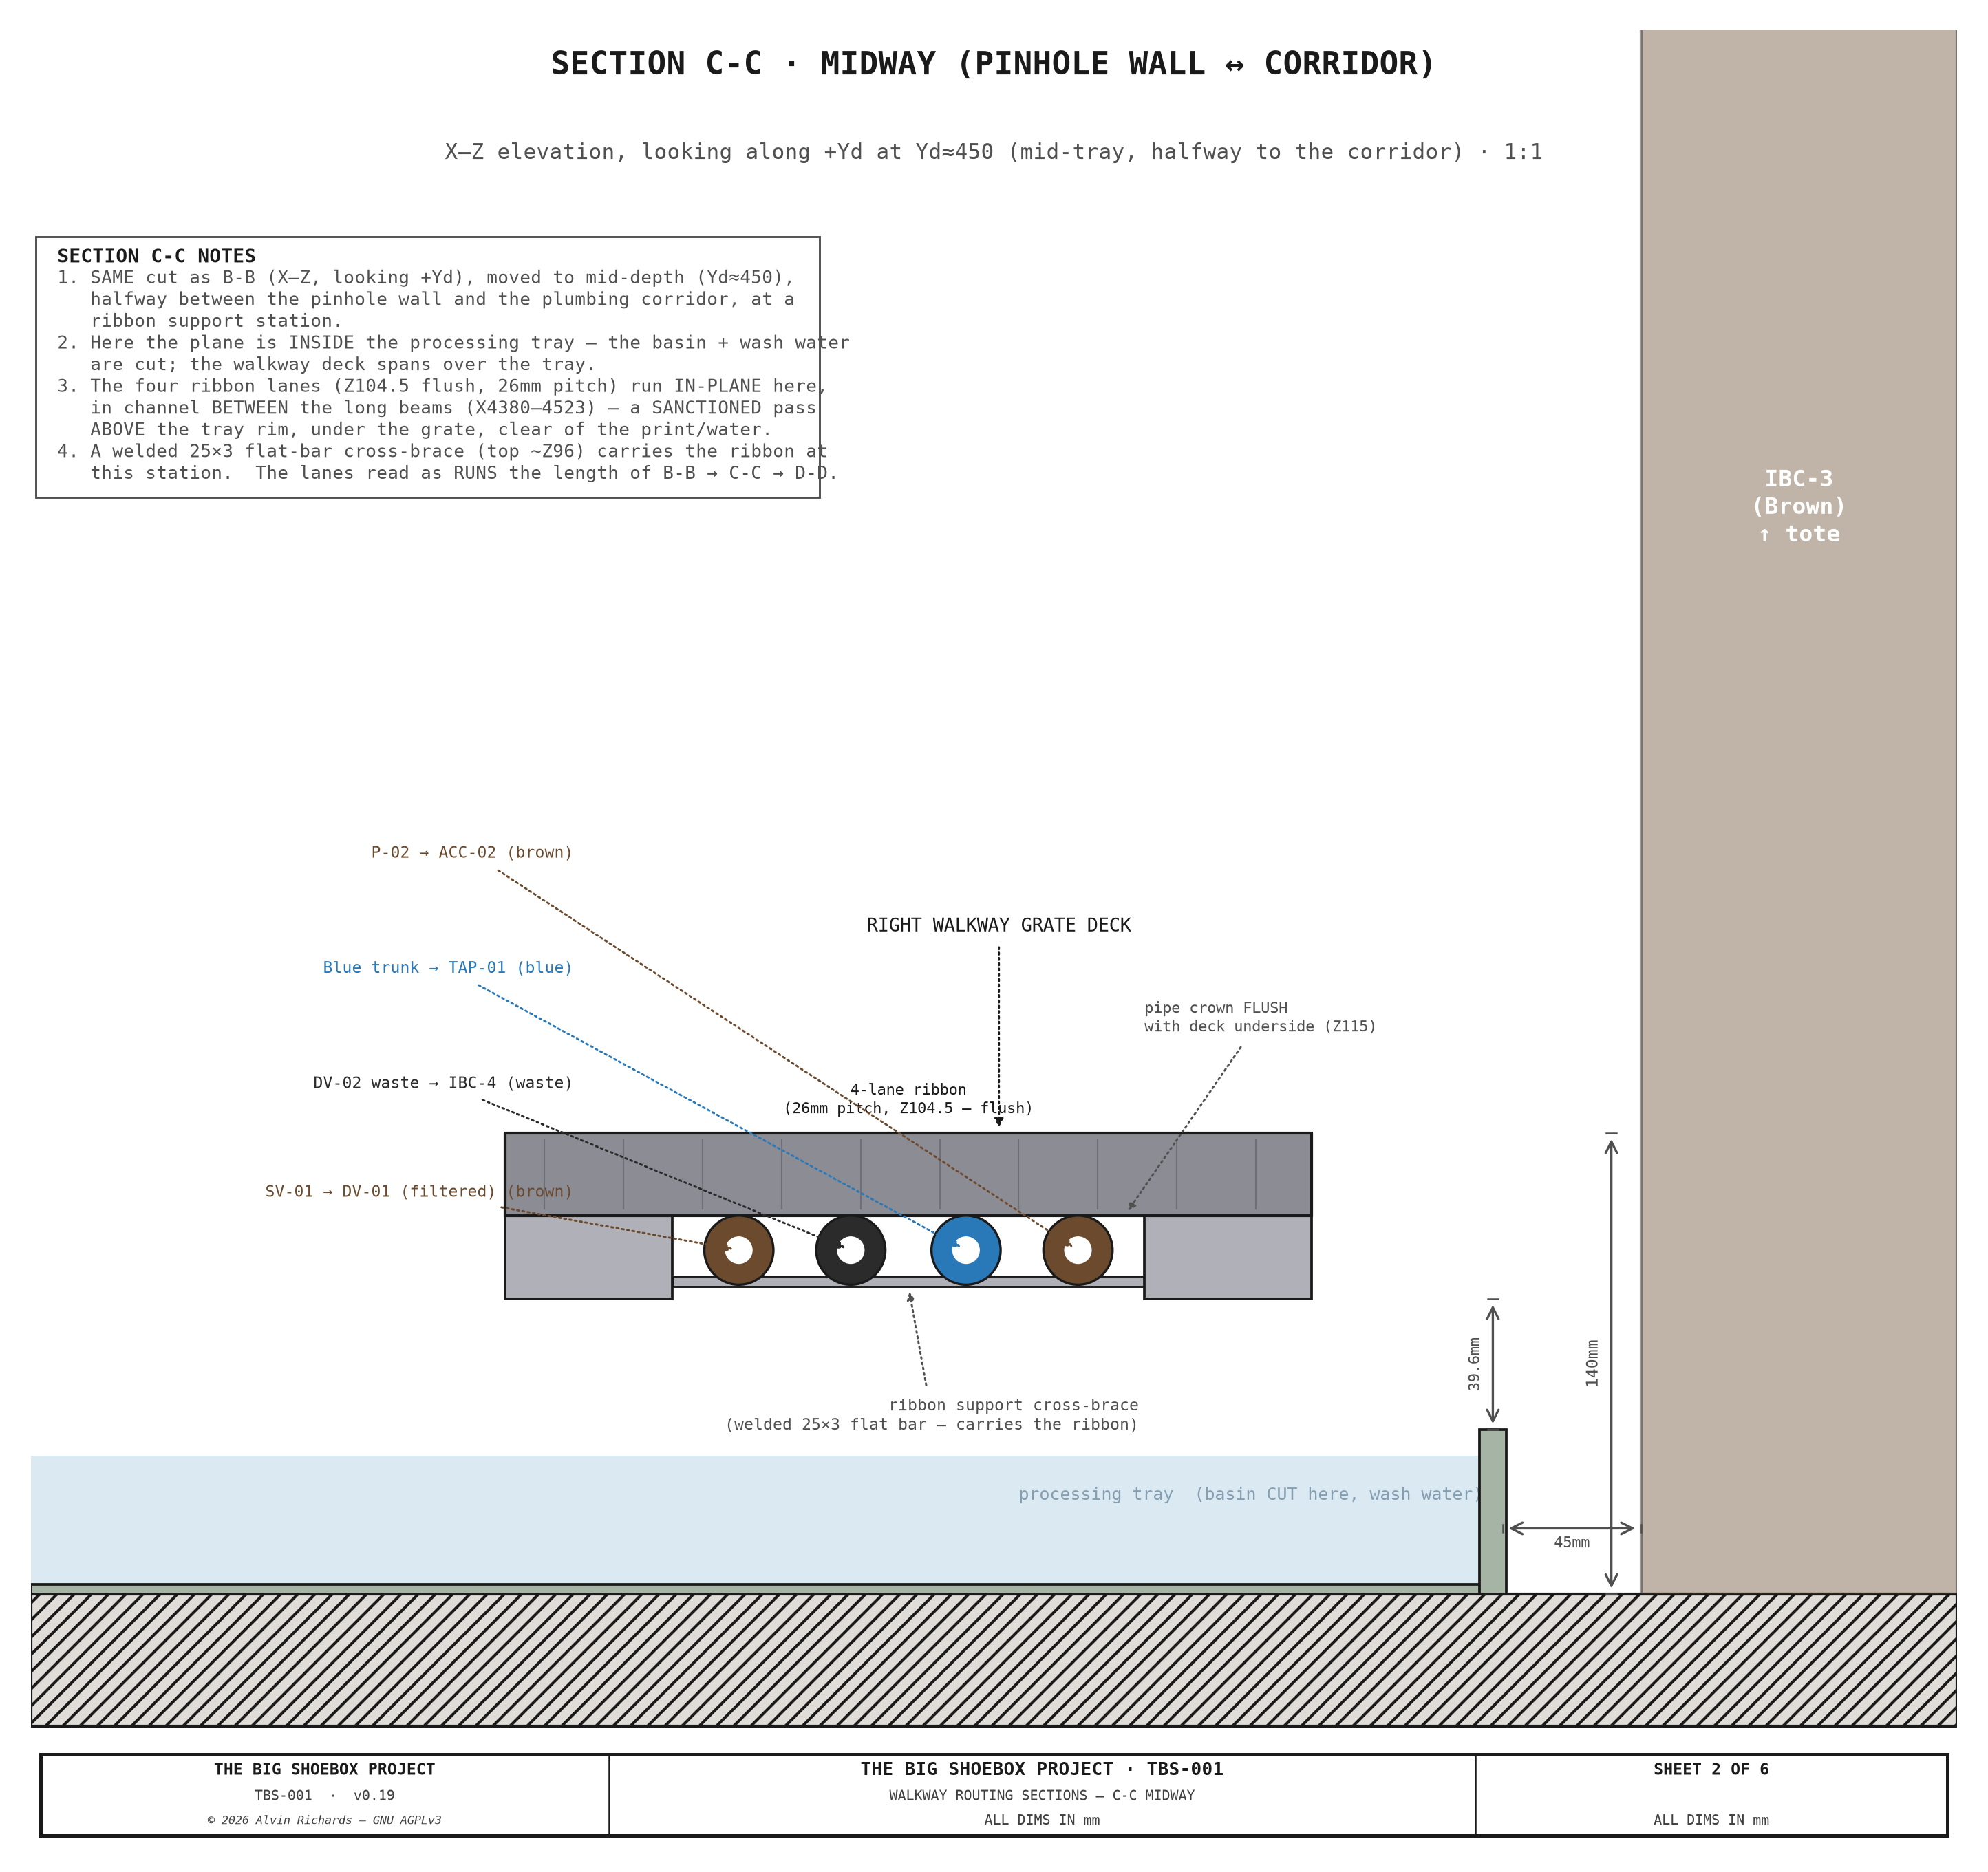 SECTION C-C · MIDWAY (PINHOLE WALL ↔ CORRIDOR)
X—Z elevation, looking along +Yd at Yd≈450 (mid-tray, halfway to the corridor) · 1:1
SECTION C-C NOTES
1. SAME cut as B-B (X—Z, looking +Yd), moved to mid-depth (Yd≈450),
halfway between the pinhole wall and the plumbing corridor, at a
ribbon support station.
2. Here the plane is INSIDE the processing tray — the basin + wash water
are cut; the walkway deck spans over the tray.
3. The four ribbon lanes (Z104.5 flush, 26mm pitch) run IN-PLANE here,
in channel BETWEEN the long beams (X4380—4523) — a SANCTIONED pass
ABOVE the tray rim, under the grate, clear of the print/water.
4. A welded 25×3 flat-bar cross-brace (top ~Z96) carries the ribbon at
this station.  The lanes read as RUNS the length of B-B → C-C → D-D.
IBC-3
(Brown)
↑ tote
P-02 → ACC-02 (brown)
RIGHT WALKWAY GRATE DECK
Blue trunk → TAP-01 (blue)
pipe crown FLUSH
with deck underside (Z115)
DV-02 waste → IBC-4 (waste)
4-lane ribbon
(26mm pitch, Z104.5 — flush)
SV-01 → DV-01 (filtered) (brown)
39.6mm
140mm
ribbon support cross-brace
(welded 25×3 flat bar — carries the ribbon)
processing tray  (basin CUT here, wash water)
45mm
THE BIG SHOEBOX PROJECT
TBS-001  ·  v0.19
© 2026 Alvin Richards — GNU AGPLv3
THE BIG SHOEBOX PROJECT · TBS-001
WALKWAY ROUTING SECTIONS — C-C MIDWAY
ALL DIMS IN mm
SHEET 2 OF 6
ALL DIMS IN mm